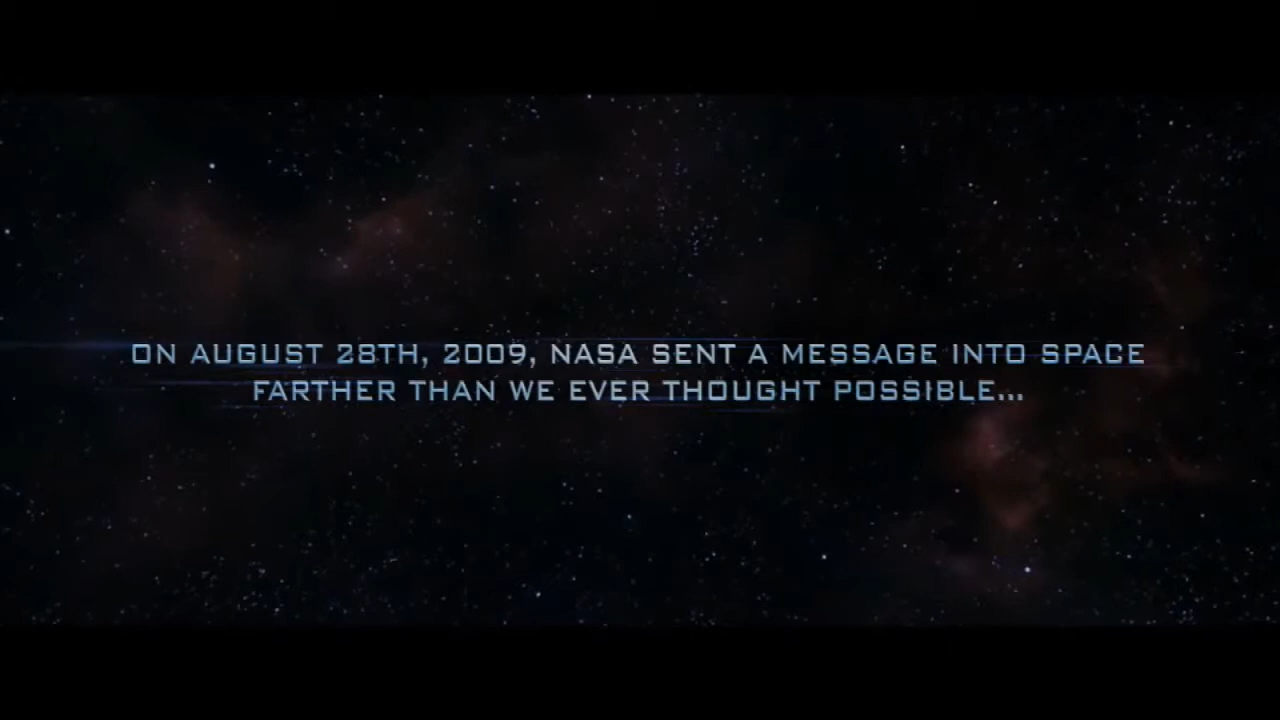 ON AUGUST 28TH, 2009, NASA SENT A MESSAGE INTO SPACE
FARTHER THAN WE EVER THOUGHT POSSIBLE...